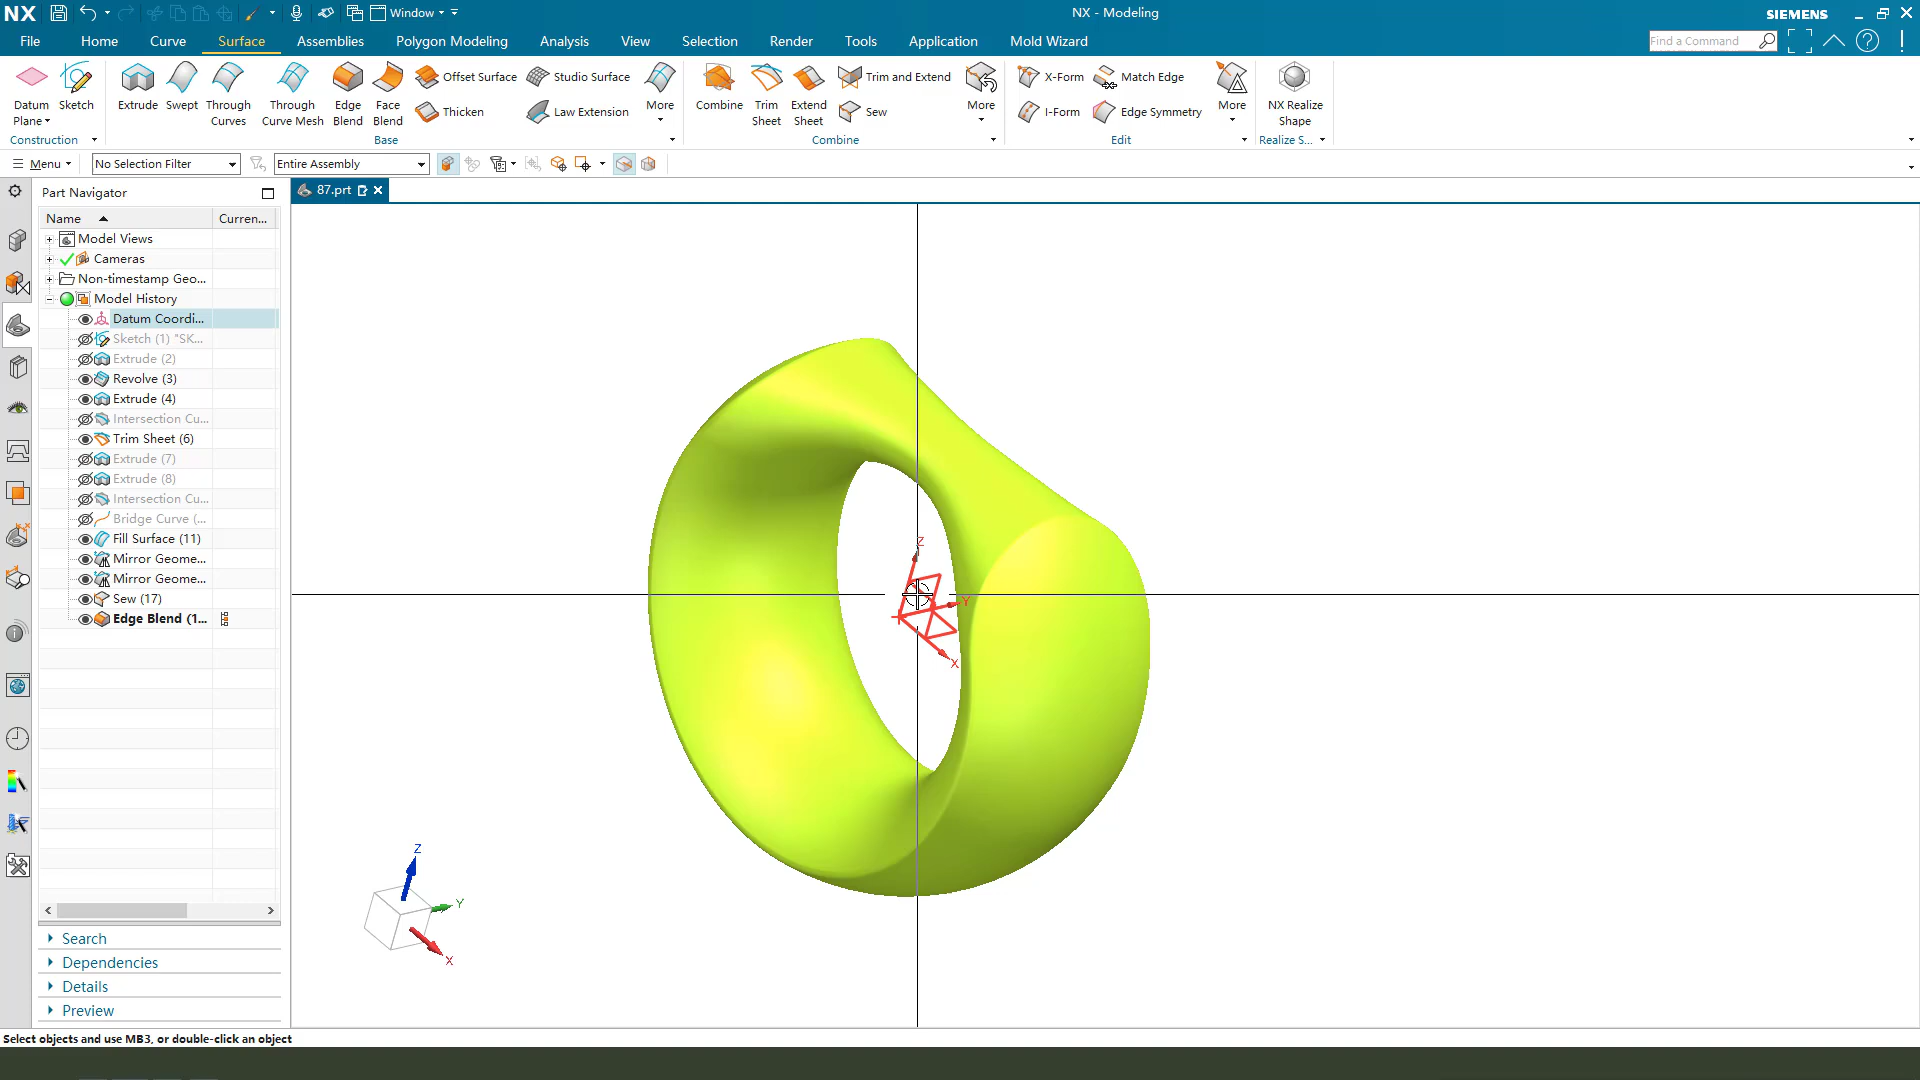 NX
Window
NX - Modeling
SIEMENS
File Home Curve Surface Assemblies Polygon Modeling Analysis View Selection Render Tools Application Mold Wizard
Find a Command
Datum Plane
Sketch
Extrude
Swept
Through Curves
Through Curve Mesh
Edge Blend
Face Blend
Offset Surface
Thicken
Studio Surface
Law Extension
More
Combine
Trim Sheet
Extend Sheet
Trim and Extend
Sew
More
X-Form
I-Form
Match Edge
Edge Symmetry
More
NX Realize Shape
Construction
Base
Combine
Edit
Realize S...
Menu
No Selection Filter
Entire Assembly
Part Navigator
87.prt
Name
Curren...
Model Views
Cameras
Non-timestamp Geo...
Model History
Datum Coordi...
Sketch (1) "SK...
Extrude (2)
Revolve (3)
Extrude (4)
Intersection Cu...
Trim Sheet (6)
Extrude (7)
Extrude (8)
Intersection Cu...
Bridge Curve (...
Fill Surface (11)
Mirror Geome...
Mirror Geome...
Sew (17)
Edge Blend (1...
Z
Y
X
Z
Y
X
Search
Dependencies
Details
Preview
Select objects and use MB3, or double-click an object